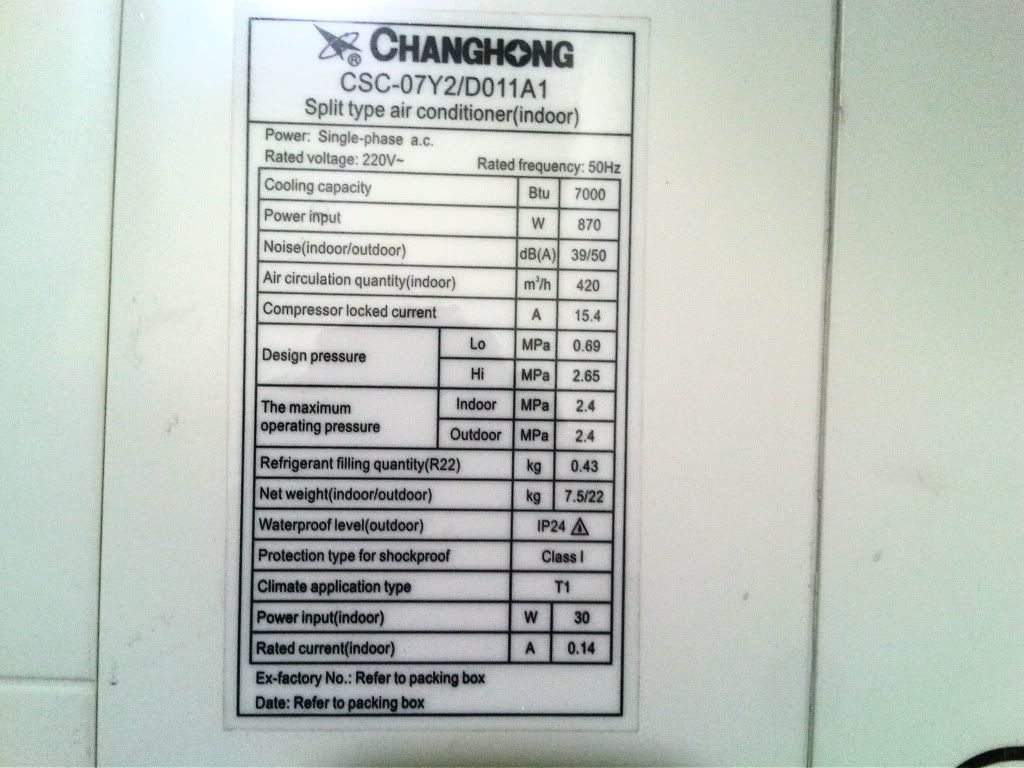 ® CHANGHONG
CSC-07Y2/D011A1
Split type air conditioner(indoor)
Power: Single-phase a.c.
Rated voltage: 220V~ Rated frequency: 50Hz
Cooling capacity Btu 7000
Power input W 870
Noise(indoor/outdoor) dB(A) 39/50
Air circulation quantity(indoor) m³/h 420
Compressor locked current A 15.4
Design pressure Lo MPa 0.69
Hi MPa 2.65
The maximum operating pressure Indoor MPa 2.4
Outdoor MPa 2.4
Refrigerant filling quantity(R22) kg 0.43
Net weight(indoor/outdoor) kg 7.5/22
Waterproof level(outdoor) IP24
Protection type for shockproof Class I
Climate application type T1
Power input(indoor) W 30
Rated current(indoor) A 0.14
Ex-factory No.: Refer to packing box
Date: Refer to packing box